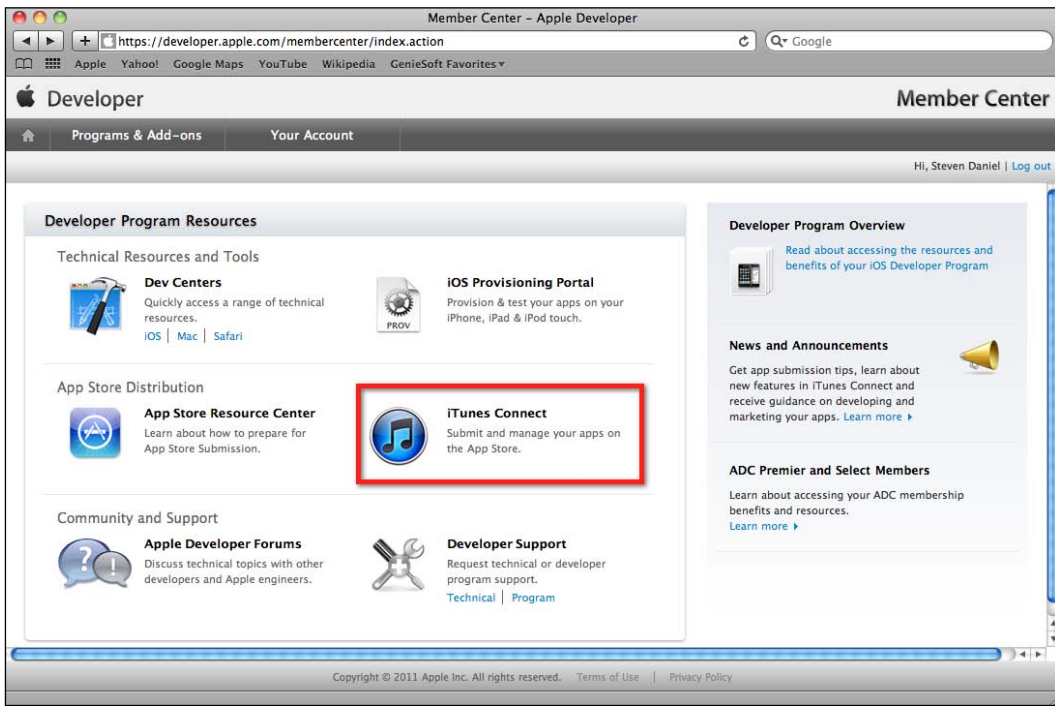 Member Center – Apple Developer
https://developer.apple.com/membercenter/index.action
Google
Apple Yahoo! Google Maps YouTube Wikipedia GenieSoft Favorites
Developer
Member Center
Programs & Add-ons Your Account
Hi, Steven Daniel | Log out
Developer Program Resources
Technical Resources and Tools
Dev Centers
Quickly access a range of technical
resources.
iOS | Mac | Safari
iOS Provisioning Portal
Provision & test your apps on your
iPhone, iPad & iPod touch.
PROV
App Store Distribution
App Store Resource Center
Learn about how to prepare for
App Store Submission.
iTunes Connect
Submit and manage your apps on
the App Store.
Community and Support
Apple Developer Forums
Discuss technical topics with other
developers and Apple engineers.
Developer Support
Request technical or developer
program support.
Technical | Program
Developer Program Overview
Read about accessing the resources and
benefits of your iOS Developer Program
News and Announcements
Get app submission tips, learn about
new features in iTunes Connect and
receive guidance on developing and
marketing your apps. Learn more
ADC Premier and Select Members
Learn about accessing your ADC membership
benefits and resources.
Learn more
Copyright © 2011 Apple Inc. All rights reserved. Terms of Use | Privacy Policy